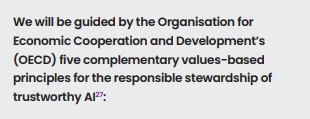 We will be guided by the Organisation for
Economic Cooperation and Development’s
(OECD) five complementary values-based
principles for the responsible stewardship of
trustworthy AI²⁷: